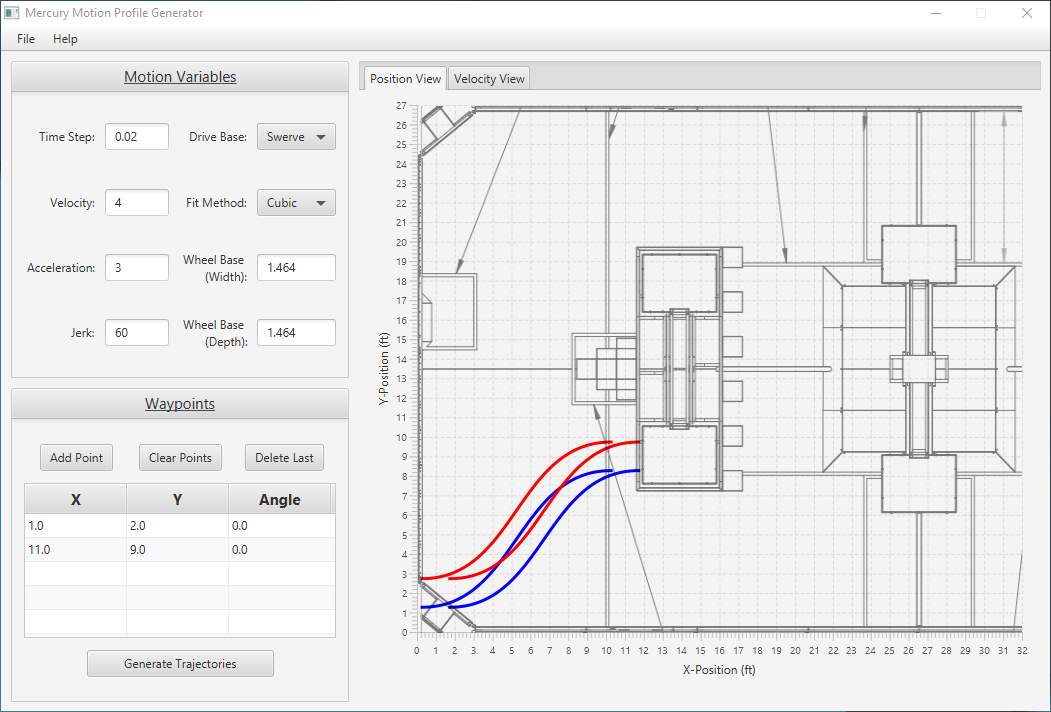 Mercury Motion Profile Generator
File Help
Motion Variables
Time Step: 0.02 Drive Base: Swerve
Velocity: 4 Fit Method: Cubic
Acceleration: 3 Wheel Base (Width): 1.464
Jerk: 60 Wheel Base (Depth): 1.464
Waypoints
Add Point Clear Points Delete Last
X Y Angle
1.0 2.0 0.0
11.0 9.0 0.0
Generate Trajectories
Position View Velocity View
Y-Position (ft)
27
26
25
24
23
22
21
20
19
18
17
16
15
14
13
12
11
10
9
8
7
6
5
4
3
2
1
0
0 1 2 3 4 5 6 7 8 9 10 11 12 13 14 15 16 17 18 19 20 21 22 23 24 25 26 27 28 29 30 31 32
X-Position (ft)